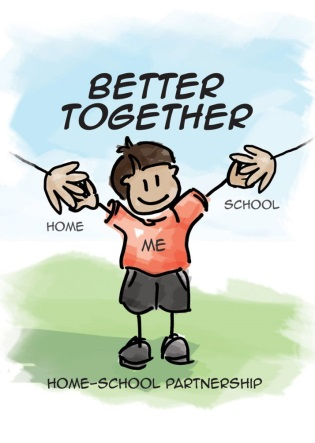 BETTER
TOGETHER
HOME
SCHOOL
ME
HOME-SCHOOL PARTNERSHIP